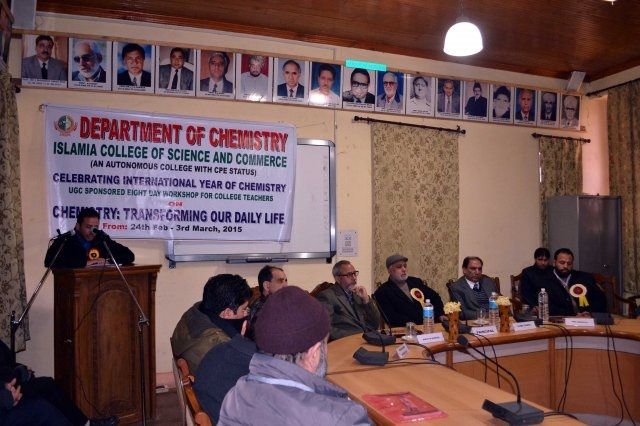 DEPARTMENT OF CHEMISTRY
ISLAMIA COLLEGE OF SCIENCE AND COMMERCE
(AN AUTONOMOUS COLLEGE WITH CPE STATUS)
CELEBRATING INTERNATIONAL YEAR OF CHEMISTRY
UGC SPONSORED EIGHT DAY WORKSHOP FOR COLLEGE TEACHERS
ON
CHEMISTRY: TRANSFORMING OUR DAILY LIFE
From: 24th Feb - 3rd March, 2015
PRINCIPAL